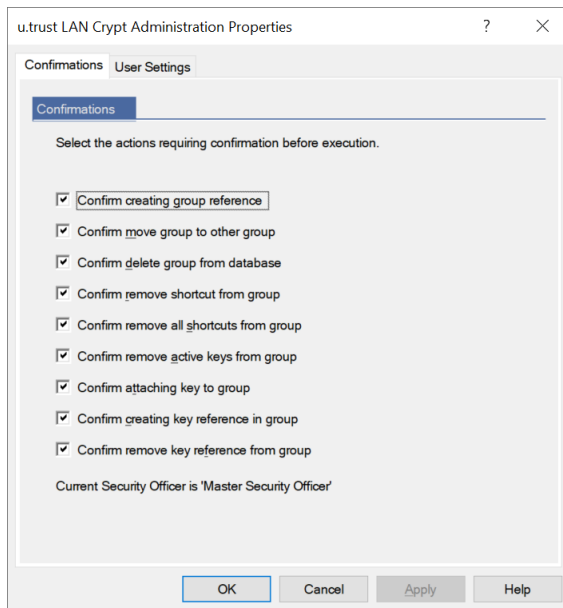 u.trust LAN Crypt Administration Properties
Confirmations User Settings
Confirmations
Select the actions requiring confirmation before execution.
Confirm creating group reference
Confirm move group to other group
Confirm delete group from database
Confirm remove shortcut from group
Confirm remove all shortcuts from group
Confirm remove active keys from group
Confirm attaching key to group
Confirm creating key reference in group
Confirm remove key reference from group
Current Security Officer is 'Master Security Officer'
OK Cancel Apply Help